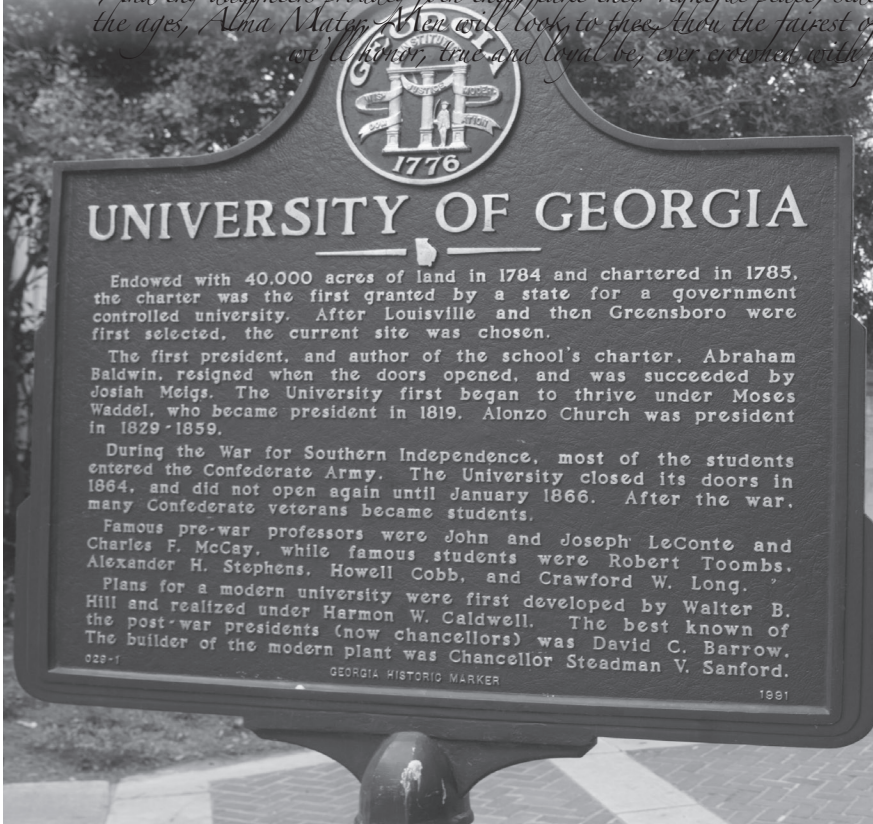 the ages, Alma Mater, Men will look to thee, thou the fairest
we'll honor, true and loyal be, ever crowned with
GEORGIA
CONSTITUTION
WISDOM JUSTICE MODERATION
1776
UNIVERSITY OF GEORGIA
Endowed with 40,000 acres of land in 1784 and chartered in 1785,
the charter was the first granted by a state for a government
controlled university. After Louisville and then Greensboro were
first selected, the current site was chosen.
The first president, and author of the school's charter, Abraham
Baldwin, resigned when the doors opened, and was succeeded by
Josiah Meigs. The University first began to thrive under Moses
Waddel, who became president in 1819. Alonzo Church was president
in 1829-1859.
During the War for Southern Independence, most of the students
entered the Confederate Army. The University closed its doors in
1864, and did not open again until January 1866. After the war,
many Confederate veterans became students.
Famous pre-war professors were John and Joseph LeConte and
Charles F. McCay, while famous students were Robert Toombs,
Alexander H. Stephens, Howell Cobb, and Crawford W. Long.
Plans for a modern university were first developed by Walter B.
Hill and realized under Harmon W. Caldwell. The best known of
the post-war presidents (now chancellors) was David C. Barrow.
The builder of the modern plant was Chancellor Steadman V. Sanford.
029-1 GEORGIA HISTORIC MARKER 1991